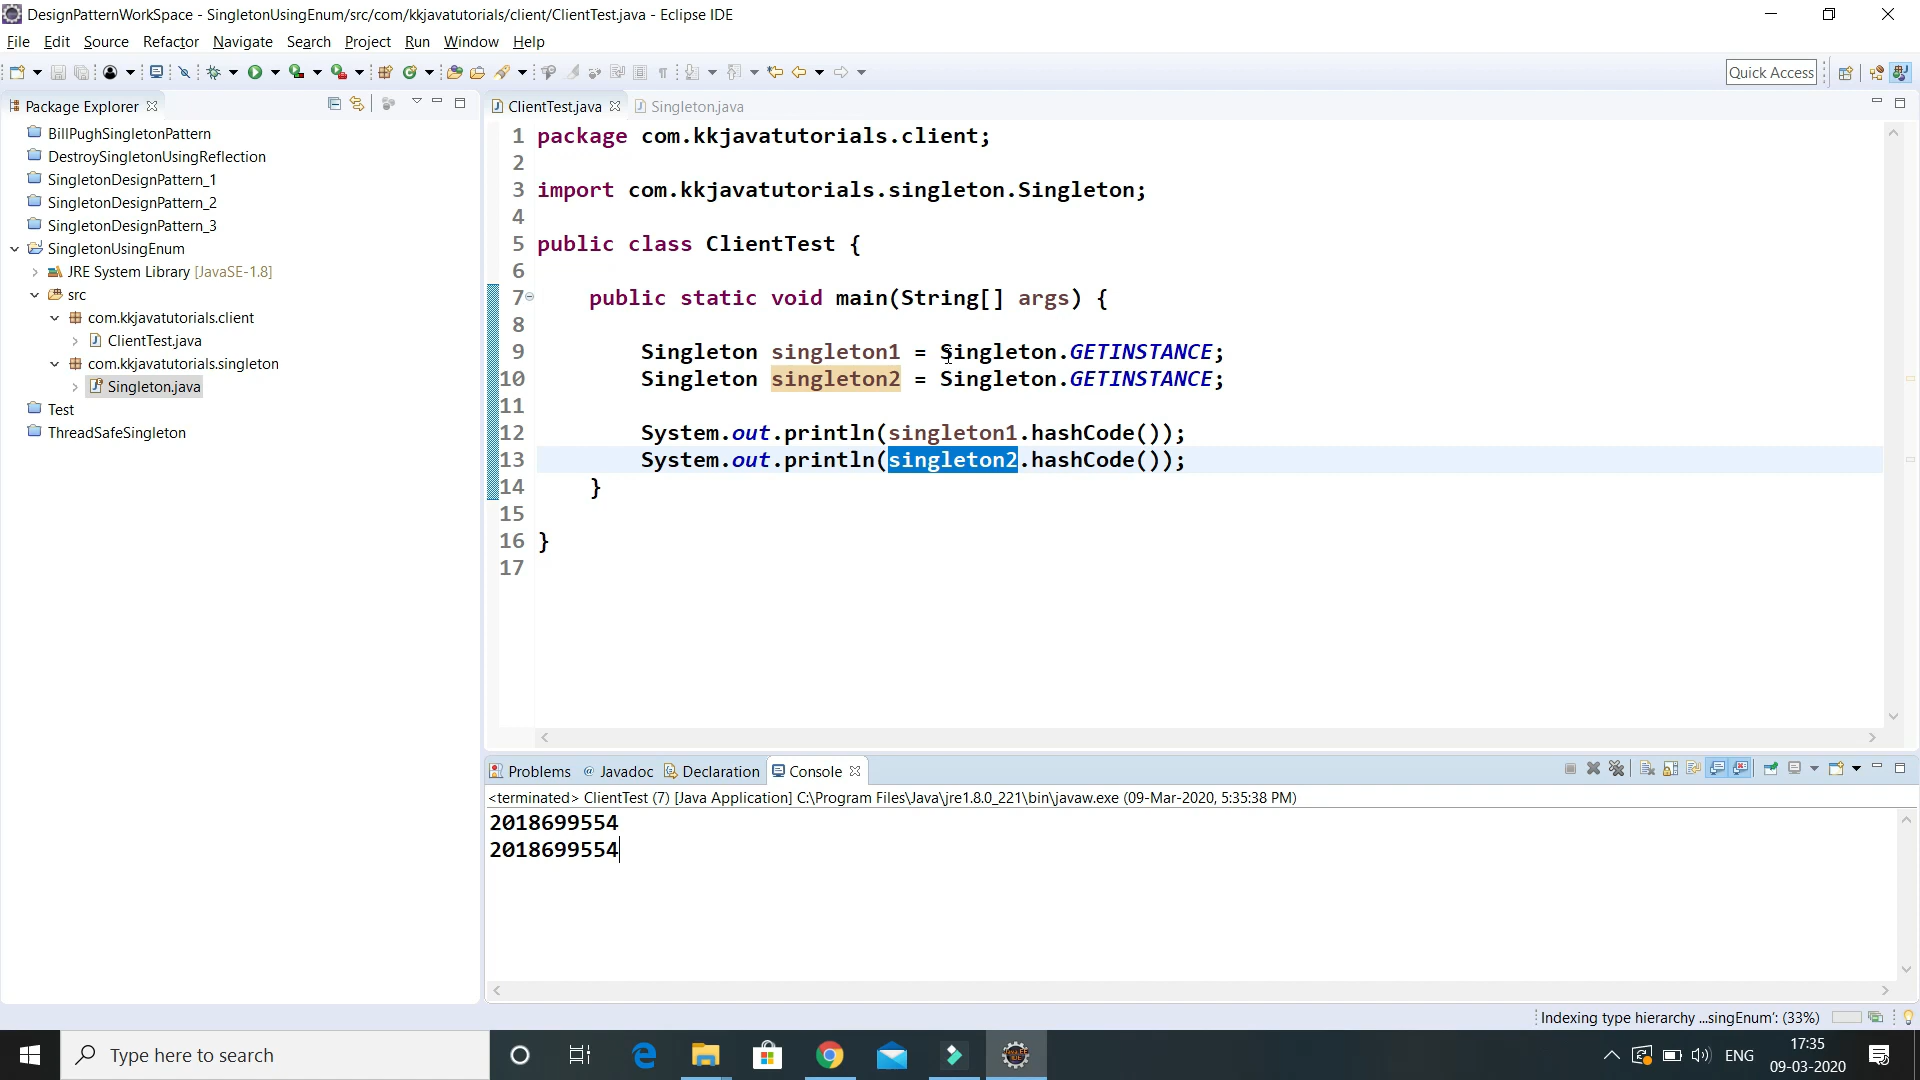 DesignPatternWorkSpace - SingletonUsingEnum/src/com/kkjavatutorials/client/ClientTest.java - Eclipse IDE
File Edit Source Refactor Navigate Search Project Run Window Help
Quick Access
Package Explorer
BillPughSingletonPattern
DestroySingletonUsingReflection
SingletonDesignPattern_1
SingletonDesignPattern_2
SingletonDesignPattern_3
SingletonUsingEnum
JRE System Library [JavaSE-1.8]
src
com.kkjavatutorials.client
ClientTest.java
com.kkjavatutorials.singleton
Singleton.java
Test
ThreadSafeSingleton
ClientTest.java Singleton.java
1 package com.kkjavatutorials.client;
2
3 import com.kkjavatutorials.singleton.Singleton;
4
5 public class ClientTest {
6
7 public static void main(String[] args) {
8
9 Singleton singleton1 = Singleton.GETINSTANCE;
10 Singleton singleton2 = Singleton.GETINSTANCE;
11
12 System.out.println(singleton1.hashCode());
13 System.out.println(singleton2.hashCode());
14 }
15
16 }
17
Problems @ Javadoc Declaration Console
<terminated> ClientTest (7) [Java Application] C:\Program Files\Java\jre1.8.0_221\bin\javaw.exe (09-Mar-2020, 5:35:38 PM)
2018699554
2018699554
Indexing type hierarchy ...singEnum': (33%)
Type here to search
ENG
17:35
09-03-2020